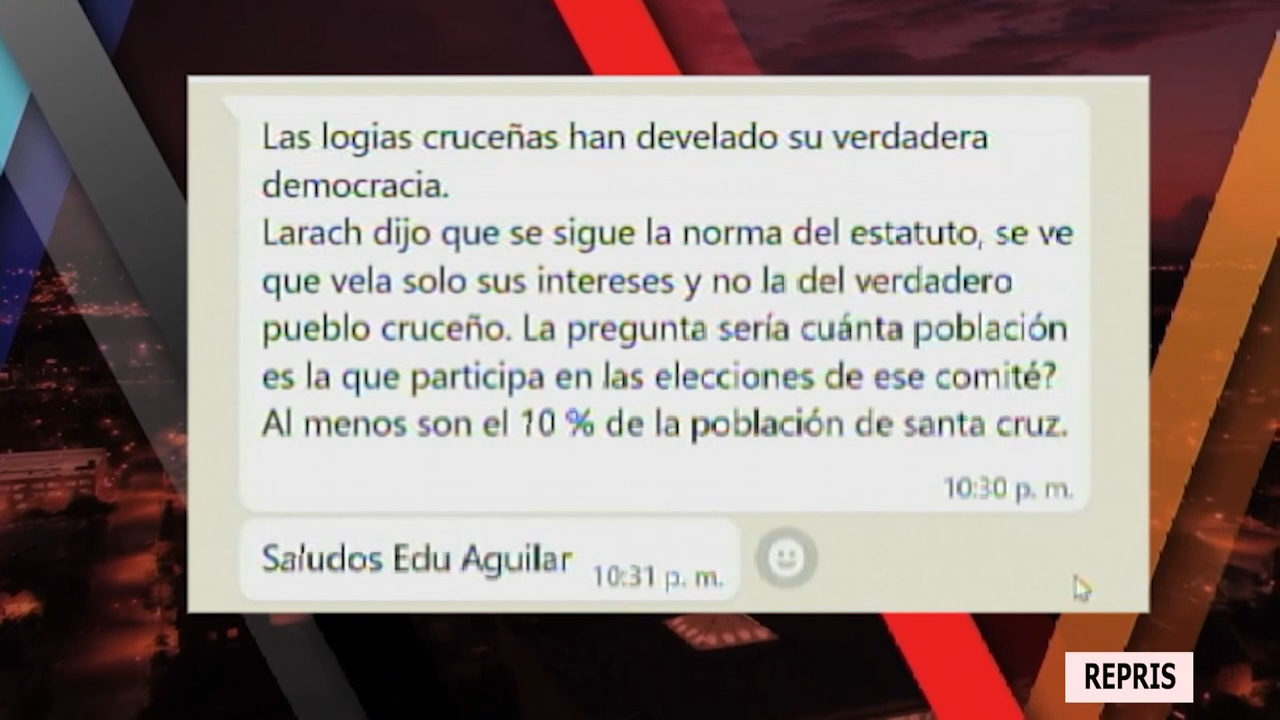 Las logias cruceñas han develado su verdadera
democracia.
Larach dijo que se sigue la norma del estatuto, se ve
que vela solo sus intereses y no la del verdadero
pueblo cruceño. La pregunta sería cuánta población
es la que participa en las elecciones de ese comité?
Al menos son el 10 % de la población de santa cruz.
10:30 p. m.
Saludos Edu Aguilar
10:31 p. m.
REPRIS